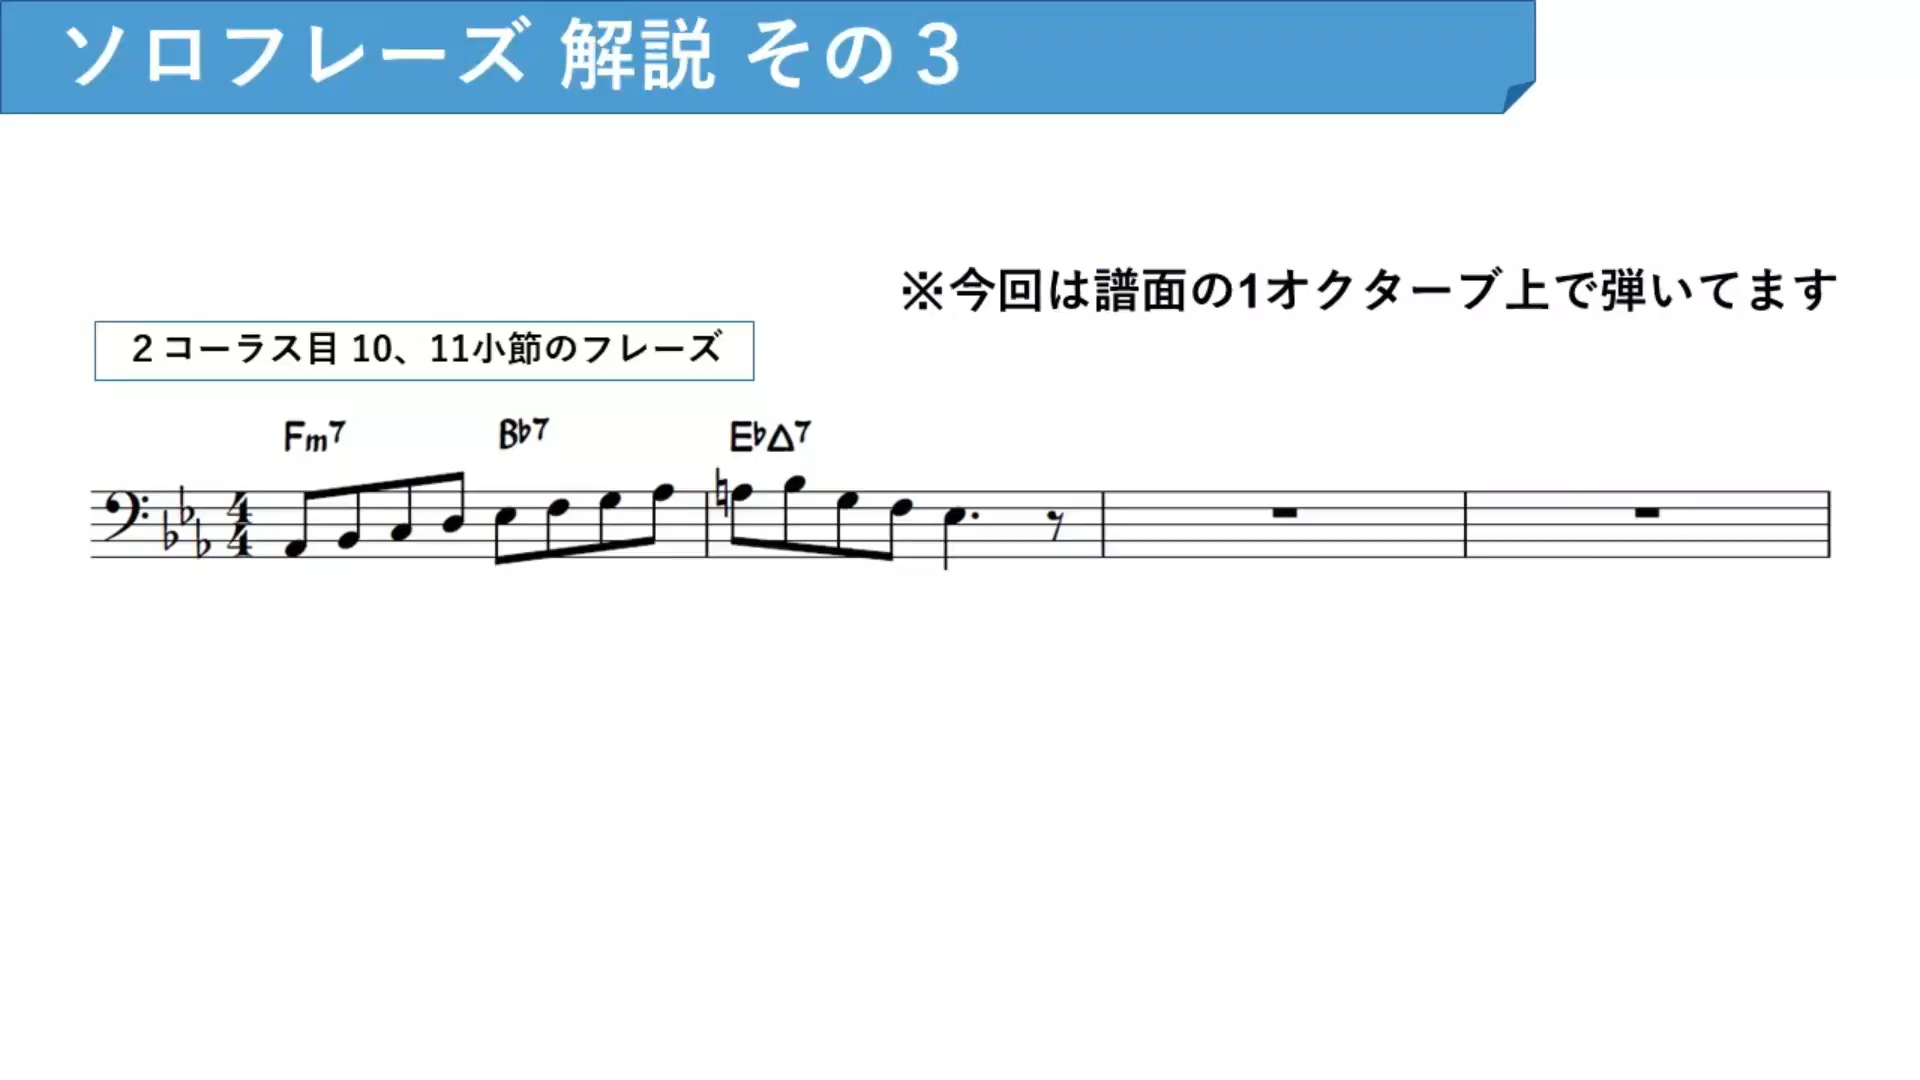 ソロフレーズ 解説 その３
※今回は譜面の1オクターブ上で弾いてます
２コーラス目 10、11小節のフレーズ
Fm7 B♭7 E♭△7
4
4